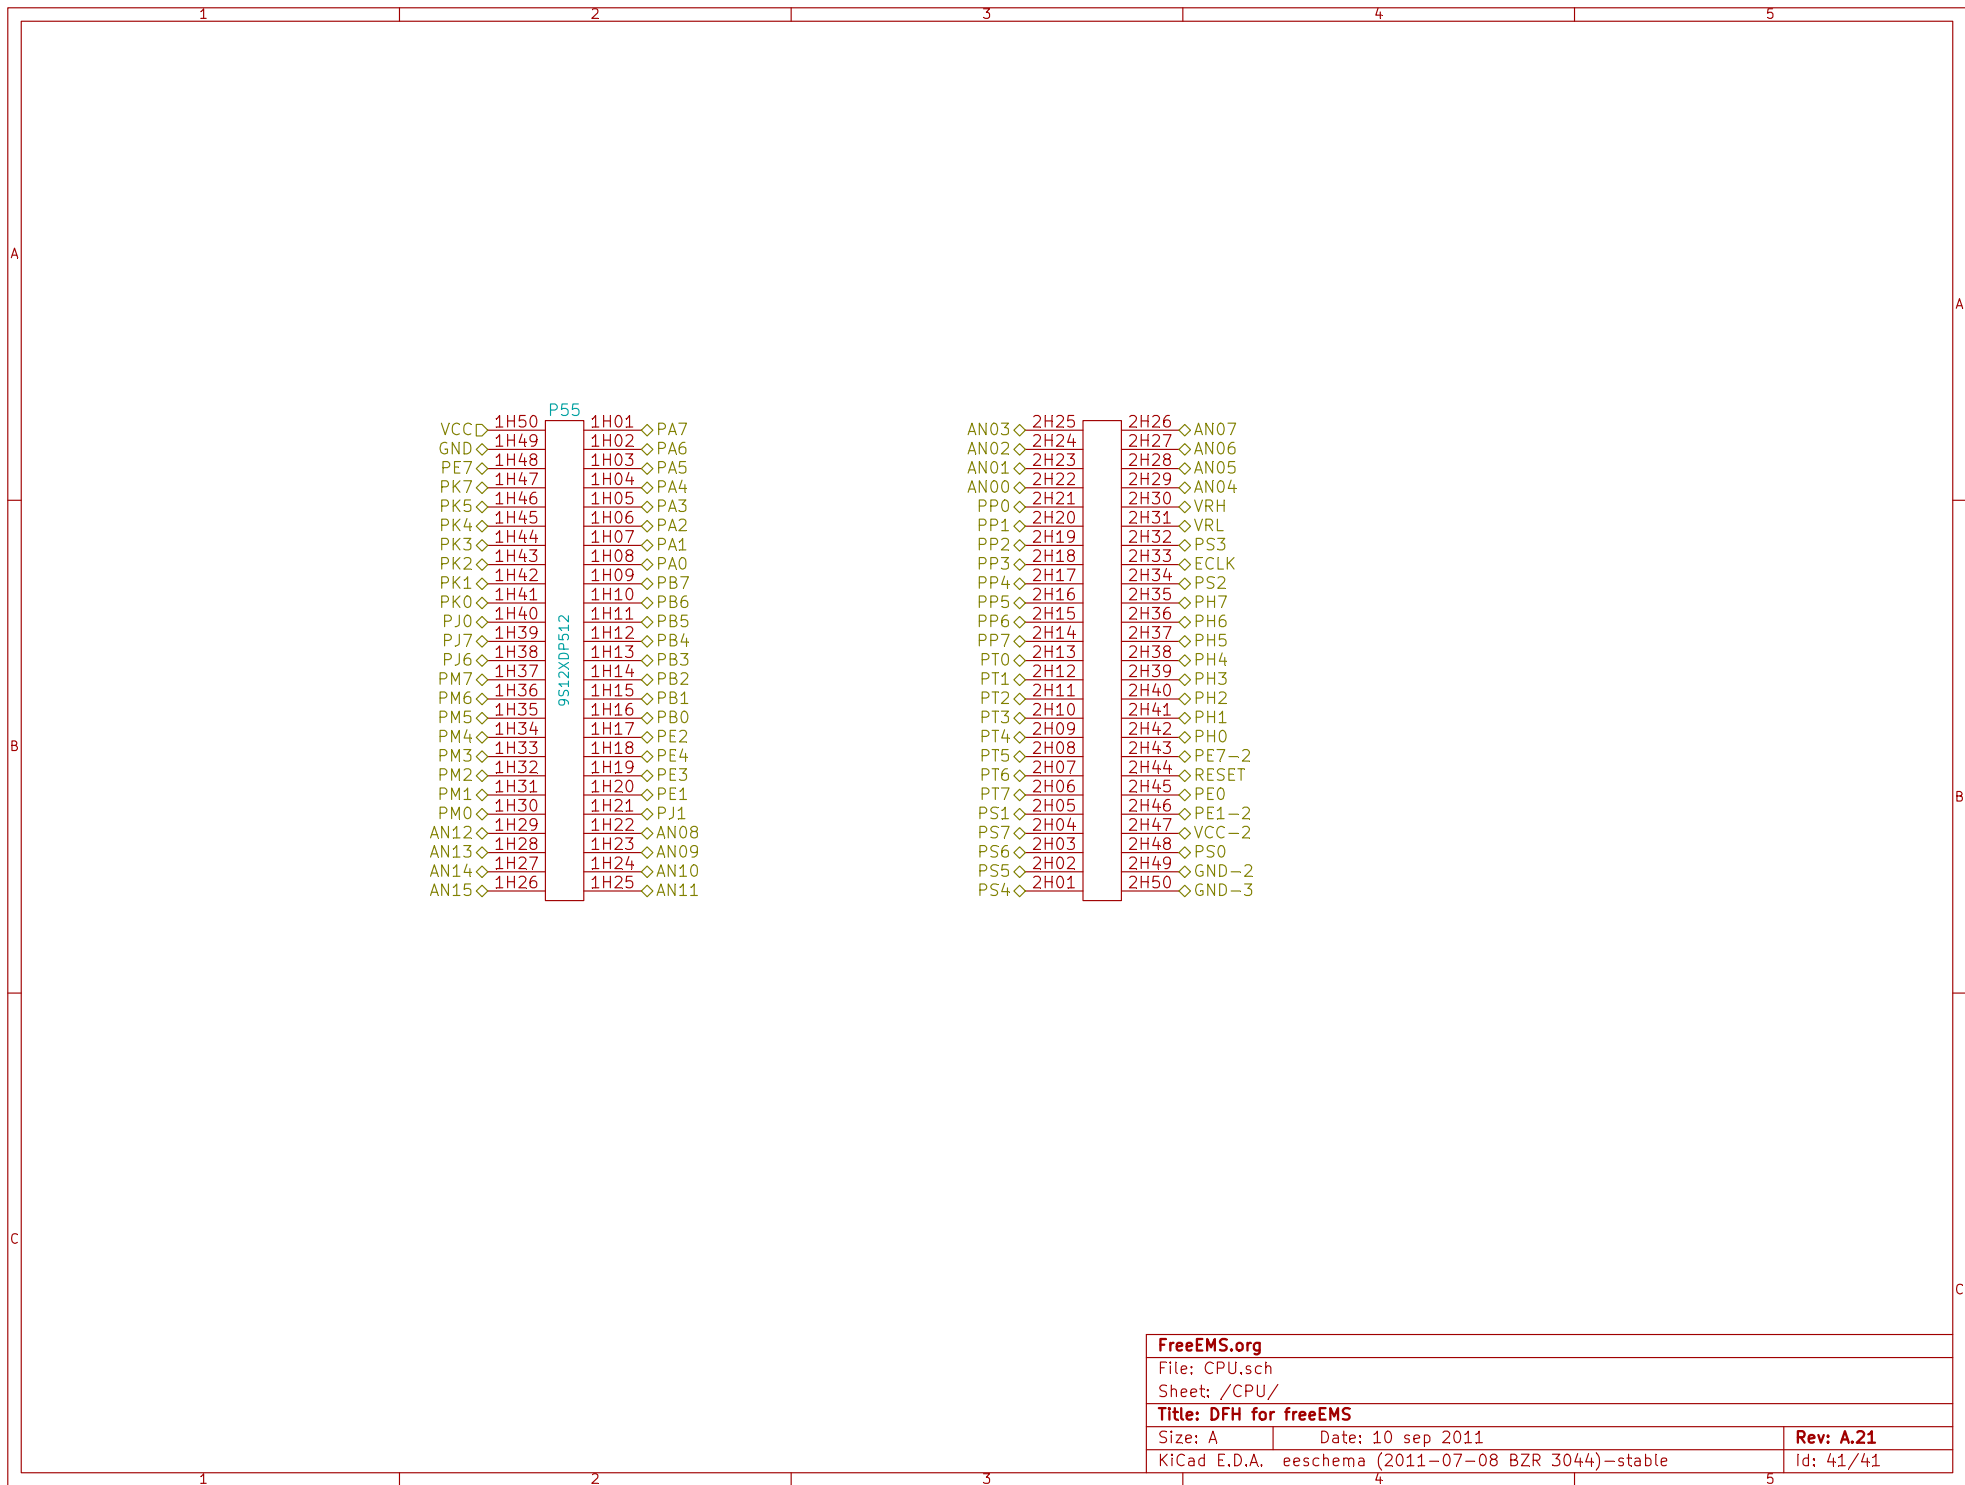 1 2 3 4 5
A
A
B
B
C
C
P55
9S12XDP512
VCC 1H50 1H01 PA7
GND 1H49 1H02 PA6
PE7 1H48 1H03 PA5
PK7 1H47 1H04 PA4
PK5 1H46 1H05 PA3
PK4 1H45 1H06 PA2
PK3 1H44 1H07 PA1
PK2 1H43 1H08 PA0
PK1 1H42 1H09 PB7
PK0 1H41 1H10 PB6
PJ0 1H40 1H11 PB5
PJ7 1H39 1H12 PB4
PJ6 1H38 1H13 PB3
PM7 1H37 1H14 PB2
PM6 1H36 1H15 PB1
PM5 1H35 1H16 PB0
PM4 1H34 1H17 PE2
PM3 1H33 1H18 PE4
PM2 1H32 1H19 PE3
PM1 1H31 1H20 PE1
PM0 1H30 1H21 PJ1
AN12 1H29 1H22 AN08
AN13 1H28 1H23 AN09
AN14 1H27 1H24 AN10
AN15 1H26 1H25 AN11
AN03 2H25 2H26 AN07
AN02 2H24 2H27 AN06
AN01 2H23 2H28 AN05
AN00 2H22 2H29 AN04
PP0 2H21 2H30 VRH
PP1 2H20 2H31 VRL
PP2 2H19 2H32 PS3
PP3 2H18 2H33 ECLK
PP4 2H17 2H34 PS2
PP5 2H16 2H35 PH7
PP6 2H15 2H36 PH6
PP7 2H14 2H37 PH5
PT0 2H13 2H38 PH4
PT1 2H12 2H39 PH3
PT2 2H11 2H40 PH2
PT3 2H10 2H41 PH1
PT4 2H09 2H42 PH0
PT5 2H08 2H43 PE7-2
PT6 2H07 2H44 RESET
PT7 2H06 2H45 PE0
PS1 2H05 2H46 PE1-2
PS7 2H04 2H47 VCC-2
PS6 2H03 2H48 PS0
PS5 2H02 2H49 GND-2
PS4 2H01 2H50 GND-3
FreeEMS.org
File: CPU.sch
Sheet: /CPU/
Title: DFH for freeEMS
Size: A Date: 10 sep 2011 Rev: A.21
KiCad E.D.A. eeschema (2011-07-08 BZR 3044)-stable Id: 41/41
1 2 3 4 5